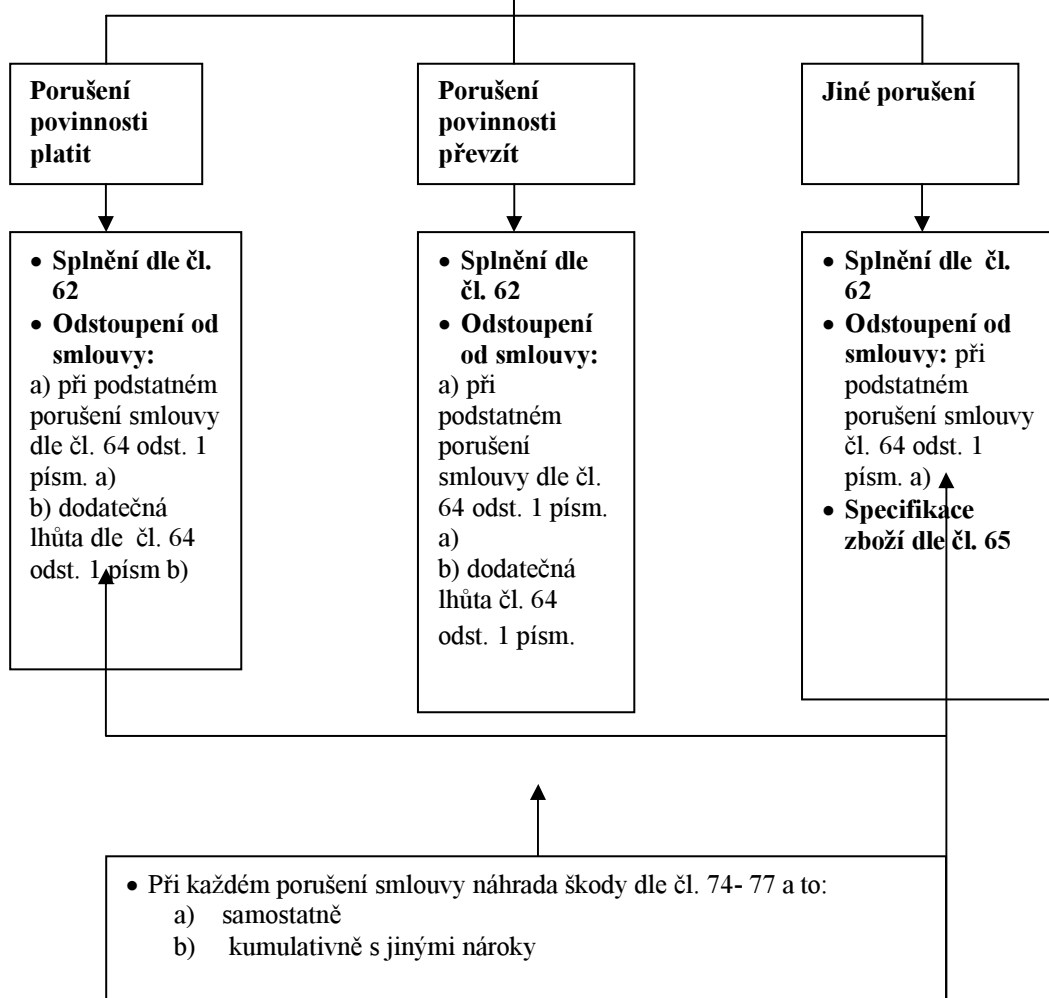 Porušení
povinnosti
platit
Porušení
povinnosti
převzít
Jiné porušení
• Splnění dle čl.
62
• Odstoupení od
smlouvy:
a) při podstatném
porušení smlouvy
dle čl. 64 odst. 1
písm. a)
b) dodatečná
lhůta dle čl. 64
odst. 1 písm b)
• Splnění dle
čl. 62
• Odstoupení
od smlouvy:
a) při
podstatném
porušení
smlouvy dle čl.
64 odst. 1 písm.
a)
b) dodatečná
lhůta čl. 64
odst. 1 písm.
• Splnění dle čl.
62
• Odstoupení od
smlouvy: při
podstatném
porušení smlouvy
čl. 64 odst. 1
písm. a)
• Specifikace
zboží dle čl. 65
• Při každém porušení smlouvy náhrada škody dle čl. 74- 77 a to:
a) samostatně
b) kumulativně s jinými nároky